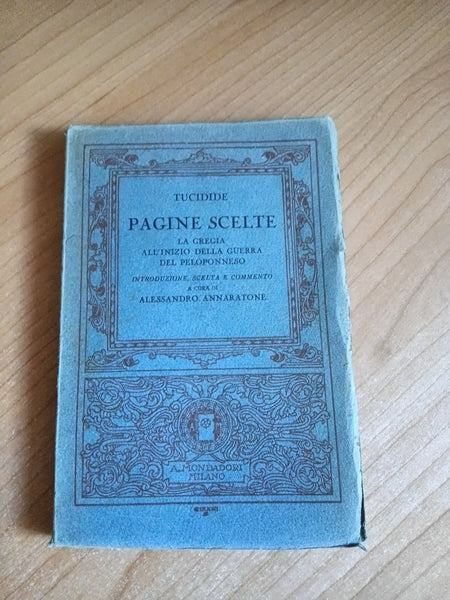 TUCIDIDE
PAGINE SCELTE
LA GRECIA
ALL'INIZIO DELLA GUERRA
DEL PELOPONNESO
INTRODUZIONE, SCELTA E COMMENTO
A CURA DI
ALESSANDRO ANNARATONE
A. MONDADORI
MILANO